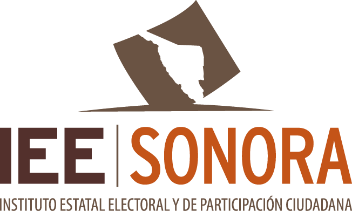 IEE | SONORA
INSTITUTO ESTATAL ELECTORAL Y DE PARTICIPACIÓN CIUDADANA